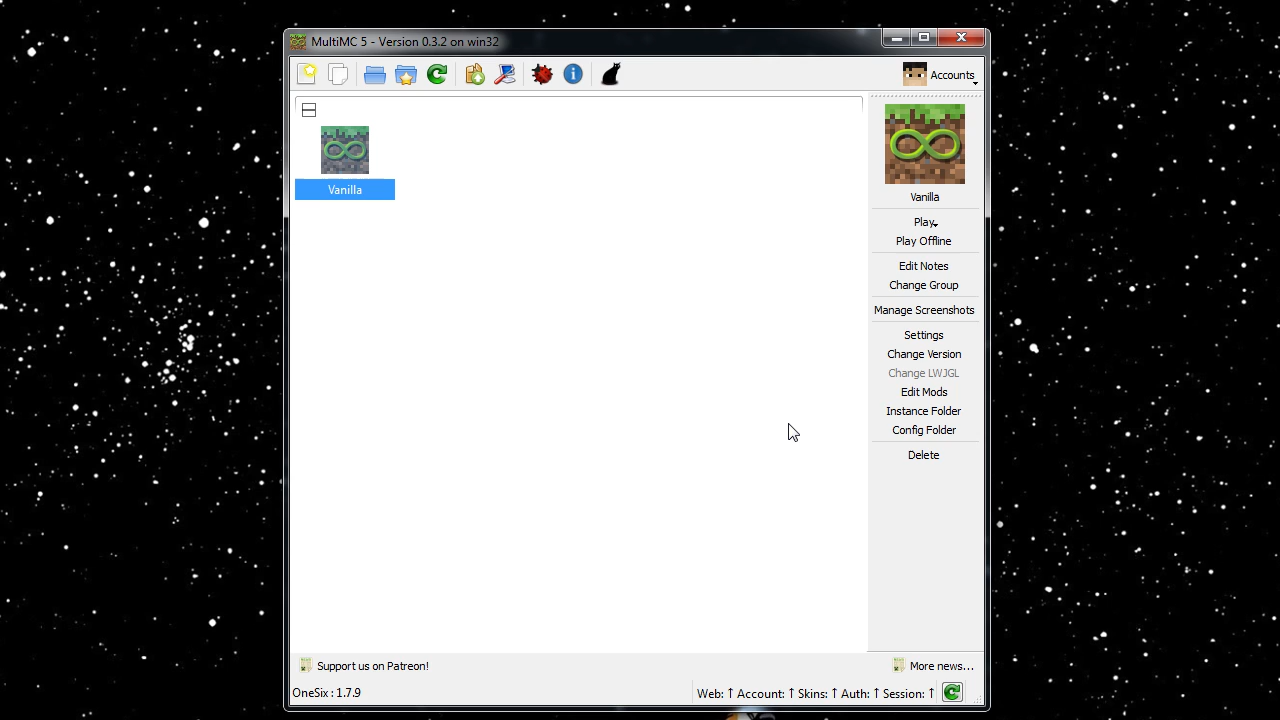 MultiMC 5 - Version 0.3.2 on win32
Accounts
Vanilla
Vanilla
Play
Play Offline
Edit Notes
Change Group
Manage Screenshots
Settings
Change Version
Change LWJGL
Edit Mods
Instance Folder
Config Folder
Delete
Support us on Patreon!
More news...
OneSix : 1.7.9
Web: ↑ Account: ↑ Skins: ↑ Auth: ↑ Session: ↑